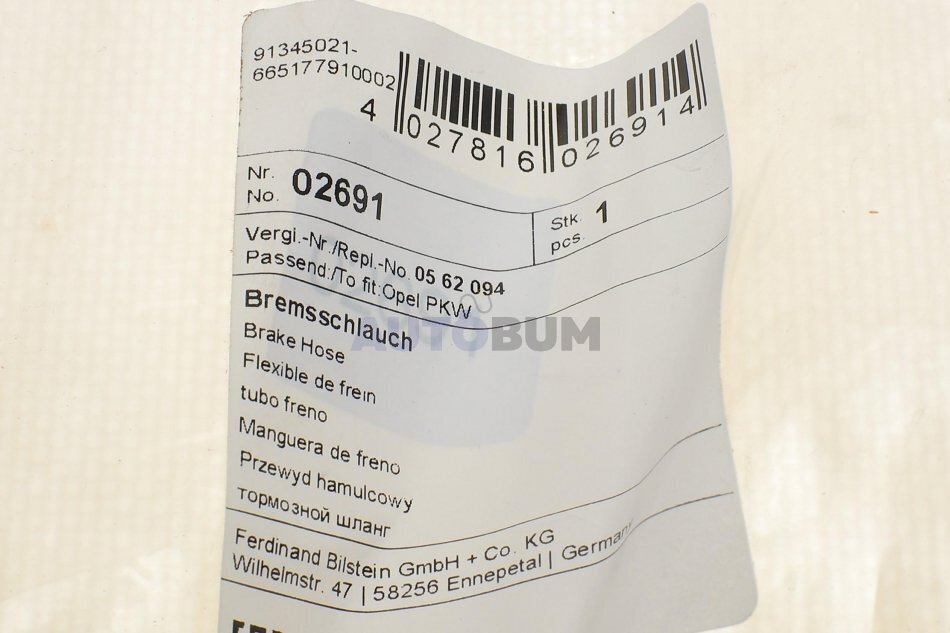 91345021-
665177910002
4 027816 026914
Nr.
No. 02691
Stk.
pcs. 1
Vergl.-Nr./Repl.-No. 05 62 094
Passend:/To fit:Opel PKW
Bremsschlauch
AUTOBUM
Brake Hose
Flexible de frein
tubo freno
Manguera de freno
Przewyd hamulcowy
тормозной шланг
Ferdinand Bilstein GmbH + Co. KG
Wilhelmstr. 47 | 58256 Ennepetal | Germany